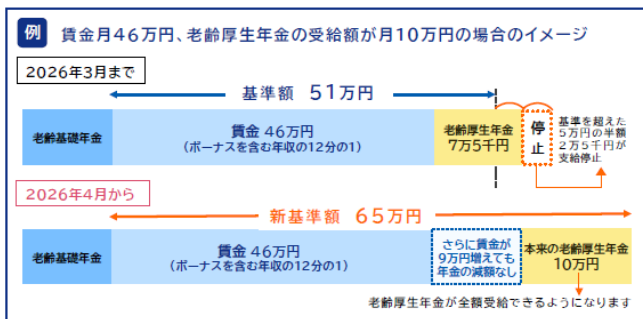 例 賃金月46万円、老齢厚生年金の受給額が月10万円の場合のイメージ
2026年3月まで
基準額 51万円
老齢基礎年金
賃金 46万円
(ボーナスを含む年収の12分の1)
老齢厚生年金
7万5千円
停止
基準を超えた
5万円の半額
2万5千円が
支給停止
2026年4月から
新基準額 65万円
老齢基礎年金
賃金 46万円
(ボーナスを含む年収の12分の1)
さらに賃金が
9万円増えても
年金の減額なし
本来の老齢厚生年金
10万円
老齢厚生年金が全額受給できるようになります